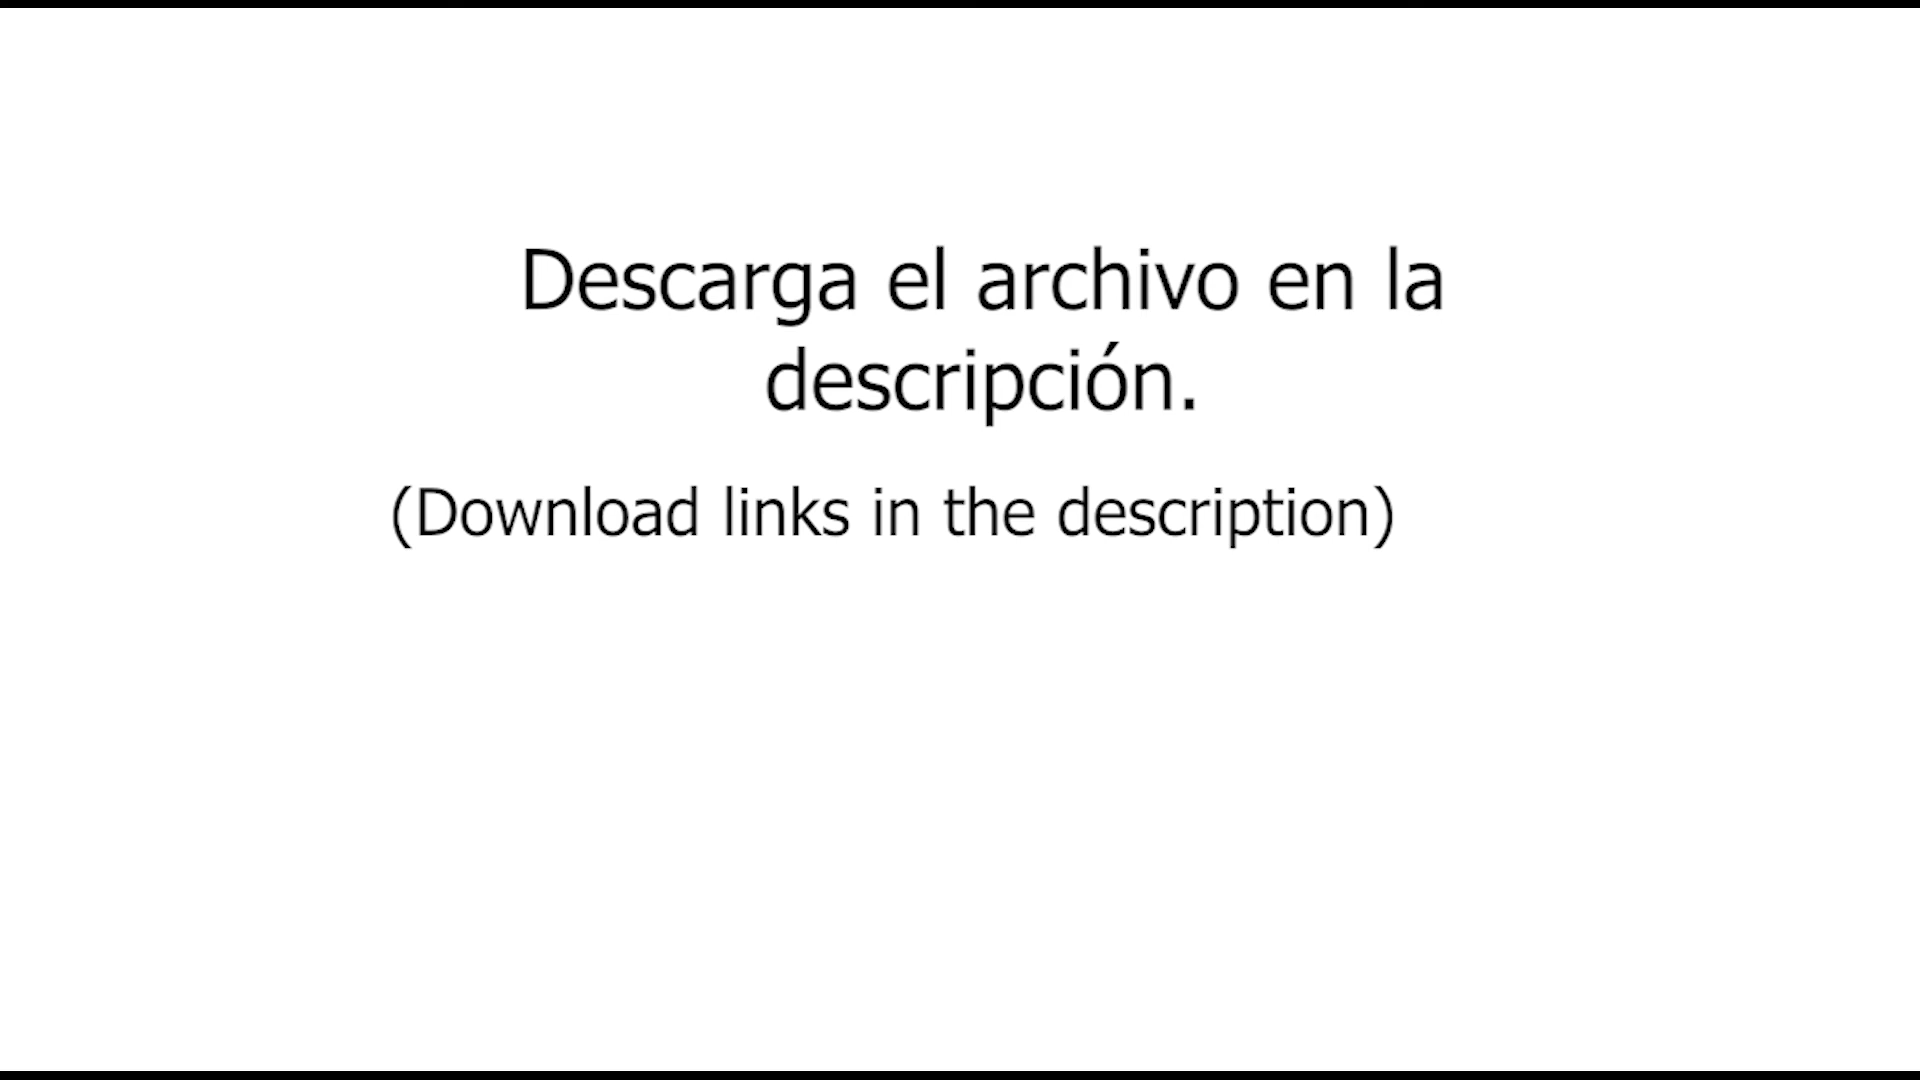 Descarga el archivo en la
descripción.
(Download links in the description)